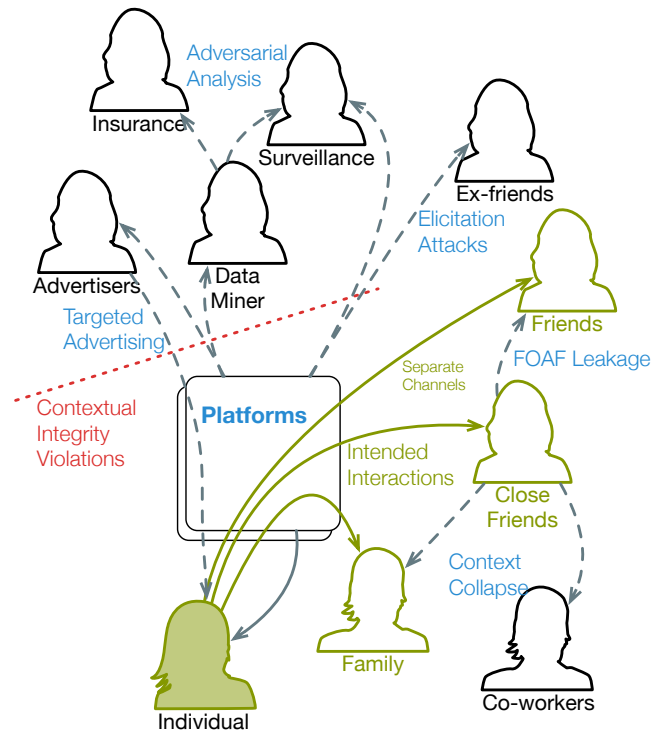 Adversarial
Analysis
Insurance
Surveillance
Ex-friends
Elicitation
Attacks
Advertisers
Data
Miner
Targeted
Advertising
Friends
FOAF Leakage
Separate
Channels
Contextual
Integrity
Violations
Platforms
Intended
Interactions
Close
Friends
Context
Collapse
Family
Co-workers
Individual